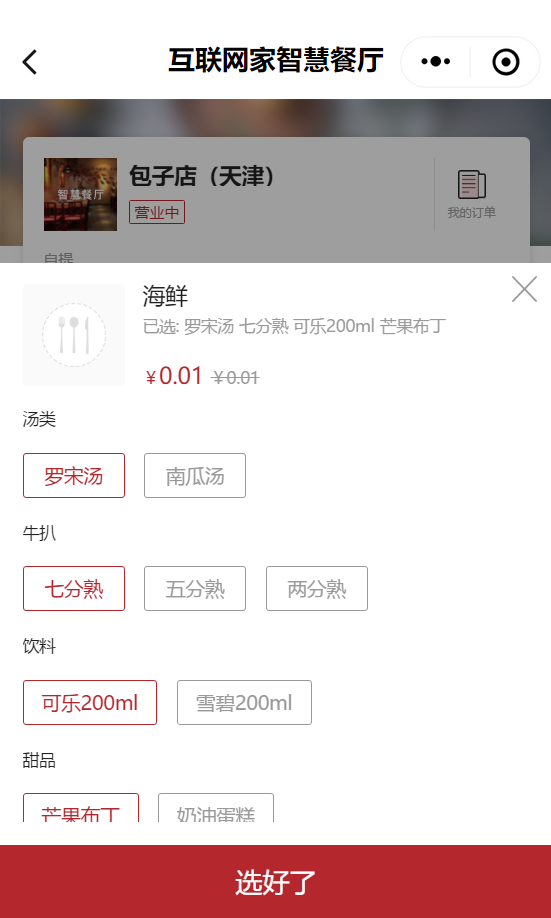 互联网家智慧餐厅
智慧餐厅
包子店（天津）
营业中
我的订单
自提
海鲜
已选: 罗宋汤 七分熟 可乐200ml 芒果布丁
¥0.01 ¥0.01
汤类
罗宋汤 南瓜汤
牛扒
七分熟 五分熟 两分熟
饮料
可乐200ml 雪碧200ml
甜品
芒果布丁 奶油蛋糕
选好了